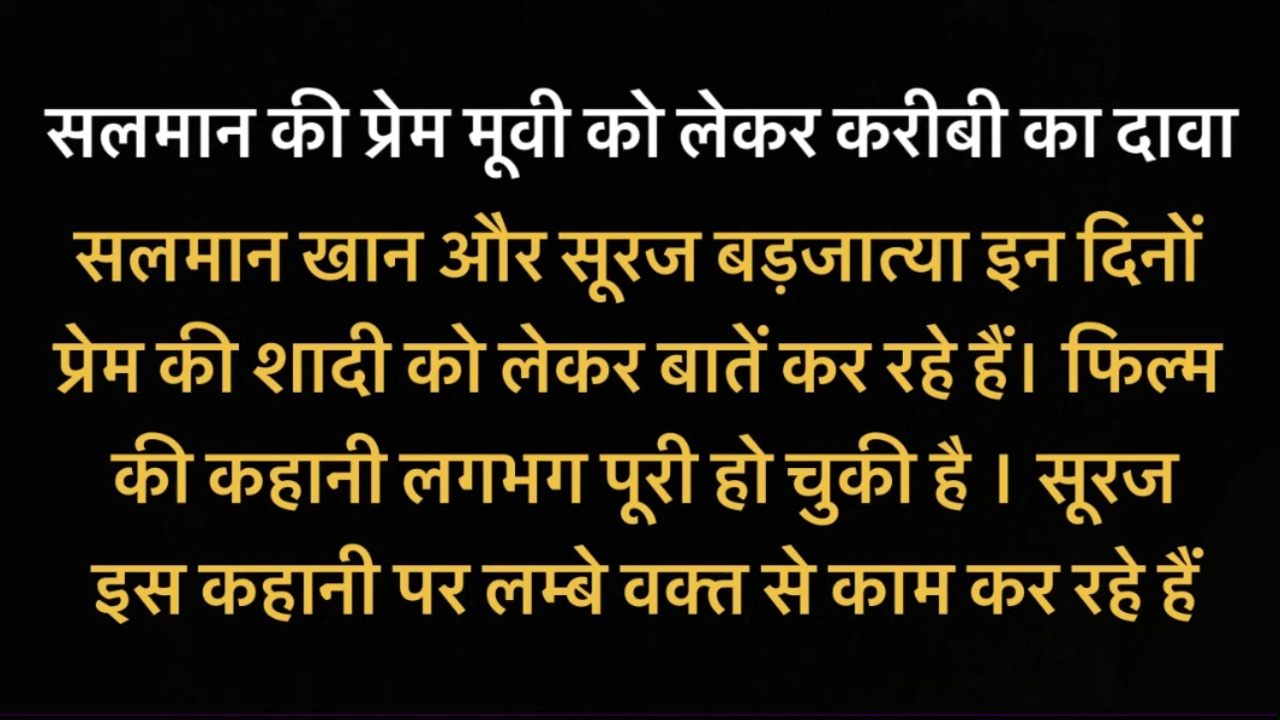 सलमान की प्रेम मूवी को लेकर करीबी का दावा
सलमान खान और सूरज बड़जात्या इन दिनों
प्रेम की शादी को लेकर बातें कर रहे हैं। फिल्म
की कहानी लगभग पूरी हो चुकी है । सूरज
इस कहानी पर लम्बे वक्त से काम कर रहे हैं